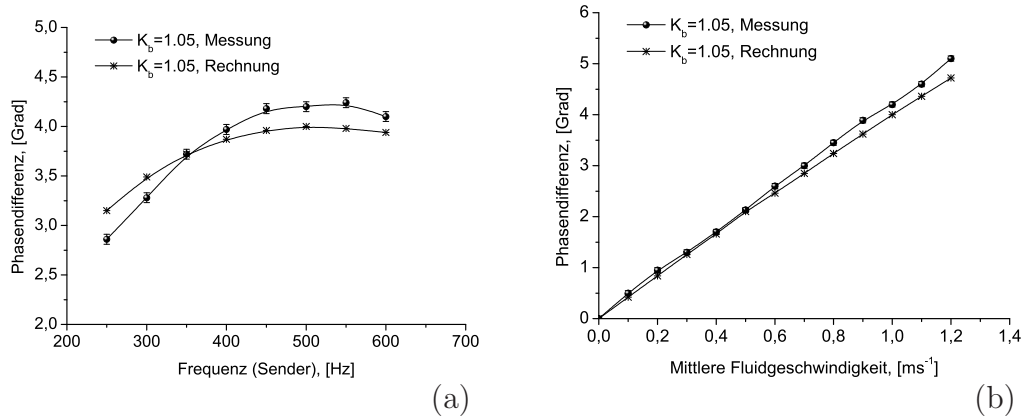 5,0
4,5
4,0
3,5
3,0
2,5
2,0
Phasendifferenz, [Grad]
K_b=1.05, Messung
K_b=1.05, Rechnung
200 300 400 500 600 700
Frequenz (Sender), [Hz]
(a)
6
5
4
3
2
1
0
Phasendifferenz, [Grad]
K_b=1.05, Messung
K_b=1.05, Rechnung
0,0 0,2 0,4 0,6 0,8 1,0 1,2 1,4
Mittlere Fluidgeschwindigkeit, [ms⁻¹]
(b)